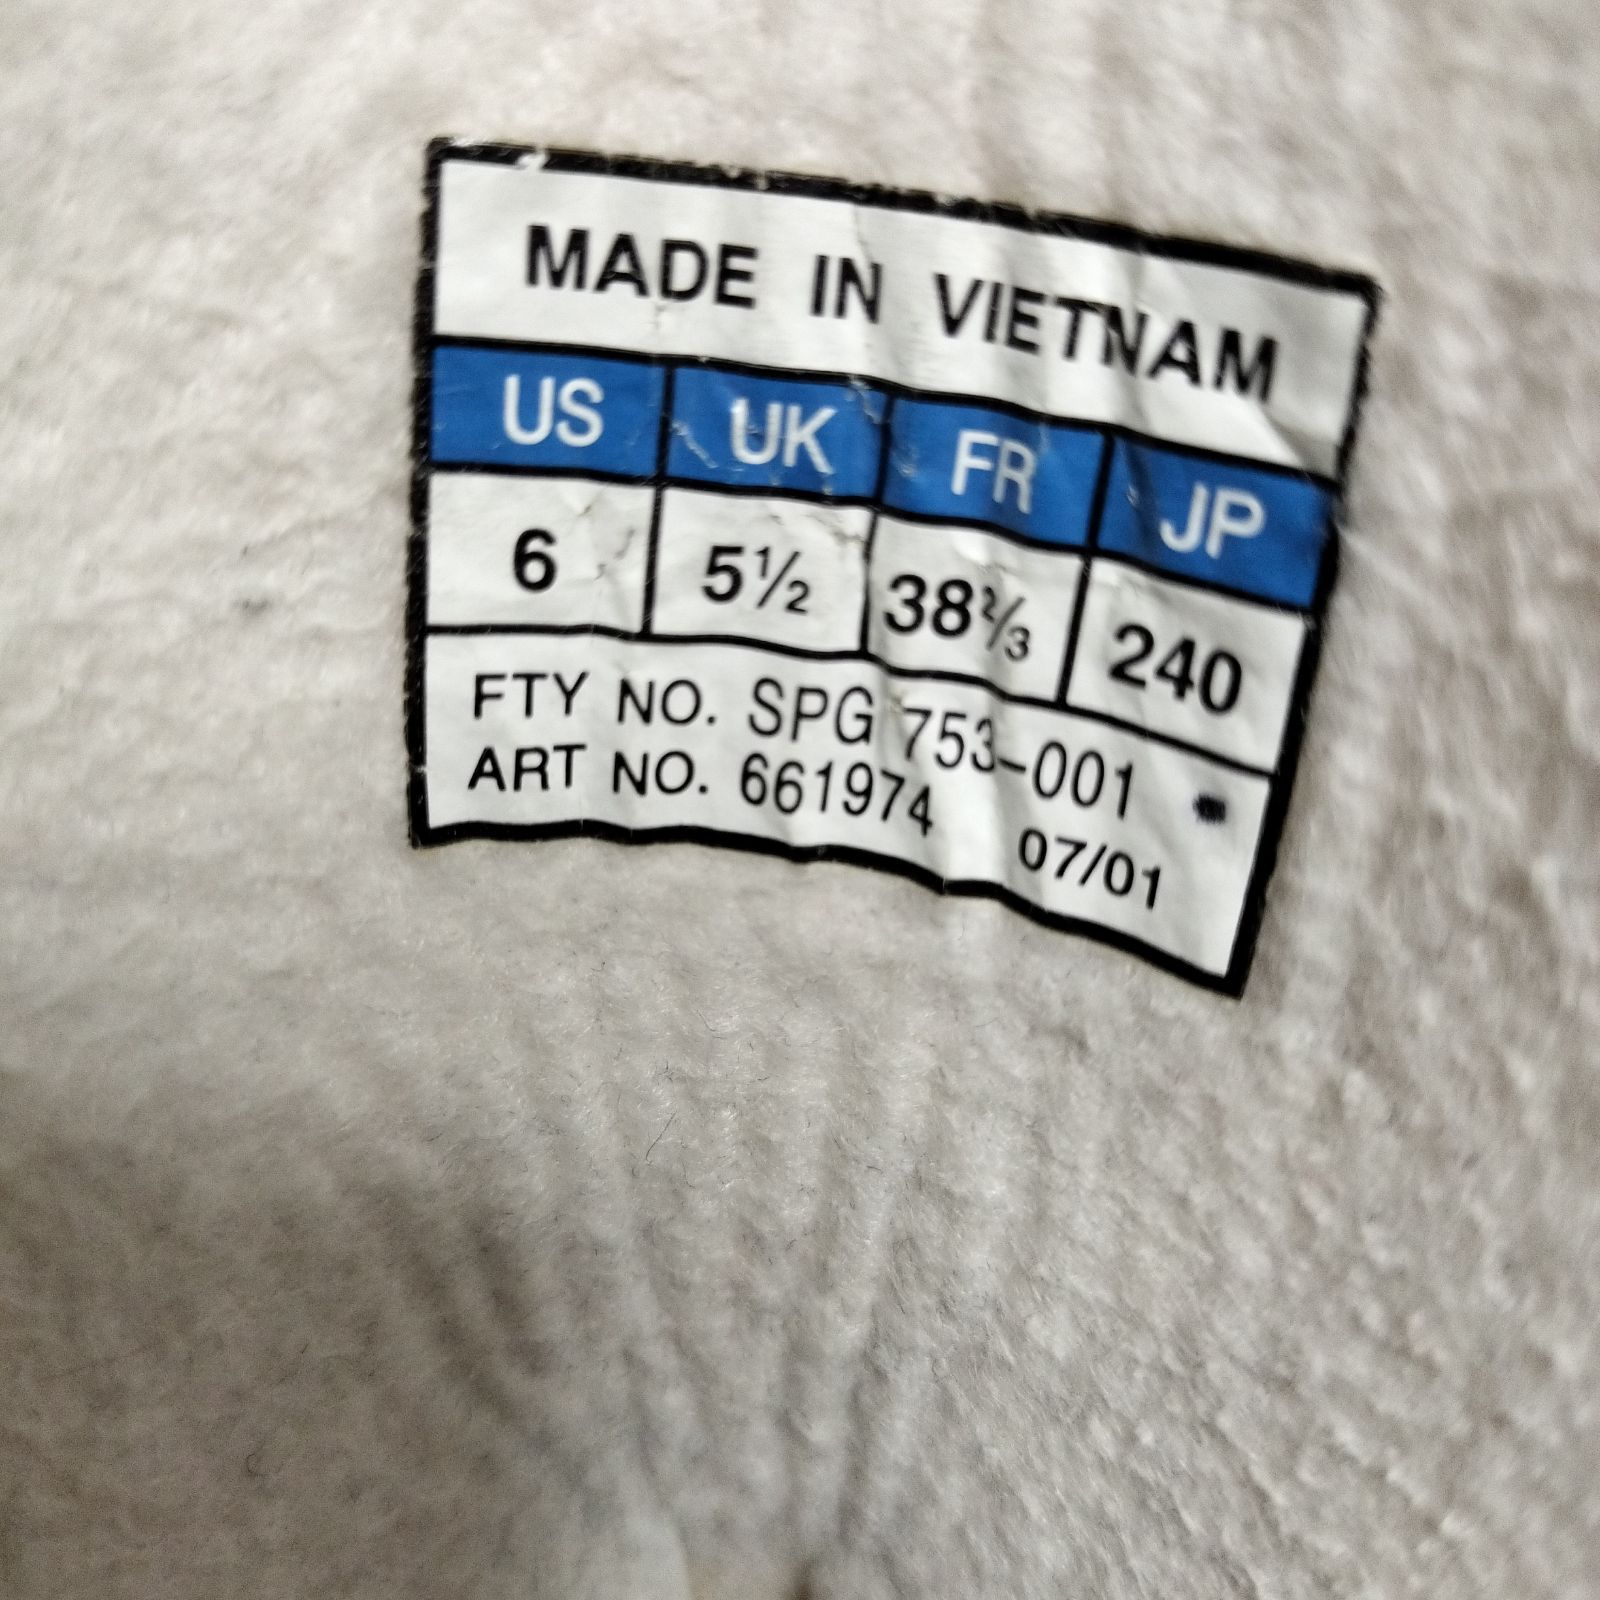 MADE IN VIETNAM
US UK FR JP
6 5½ 38⅔ 240
FTY NO. SPG 753-001
ART NO. 661974 07/01